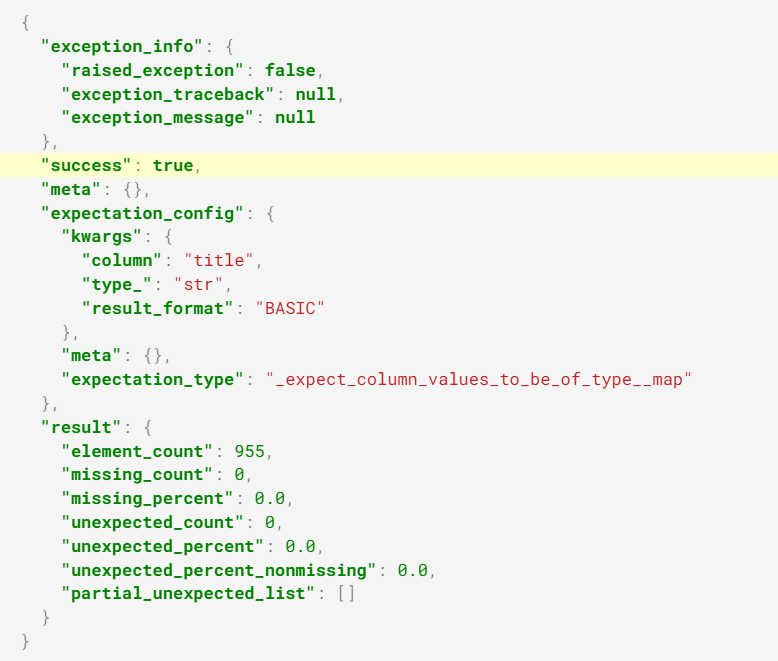 {
  "exception_info": {
    "raised_exception": false,
    "exception_traceback": null,
    "exception_message": null
  },
  "success": true,
  "meta": {},
  "expectation_config": {
    "kwargs": {
      "column": "title",
      "type_": "str",
      "result_format": "BASIC"
    },
    "meta": {},
    "expectation_type": "_expect_column_values_to_be_of_type__map"
  },
  "result": {
    "element_count": 955,
    "missing_count": 0,
    "missing_percent": 0.0,
    "unexpected_count": 0,
    "unexpected_percent": 0.0,
    "unexpected_percent_nonmissing": 0.0,
    "partial_unexpected_list": []
  }
}